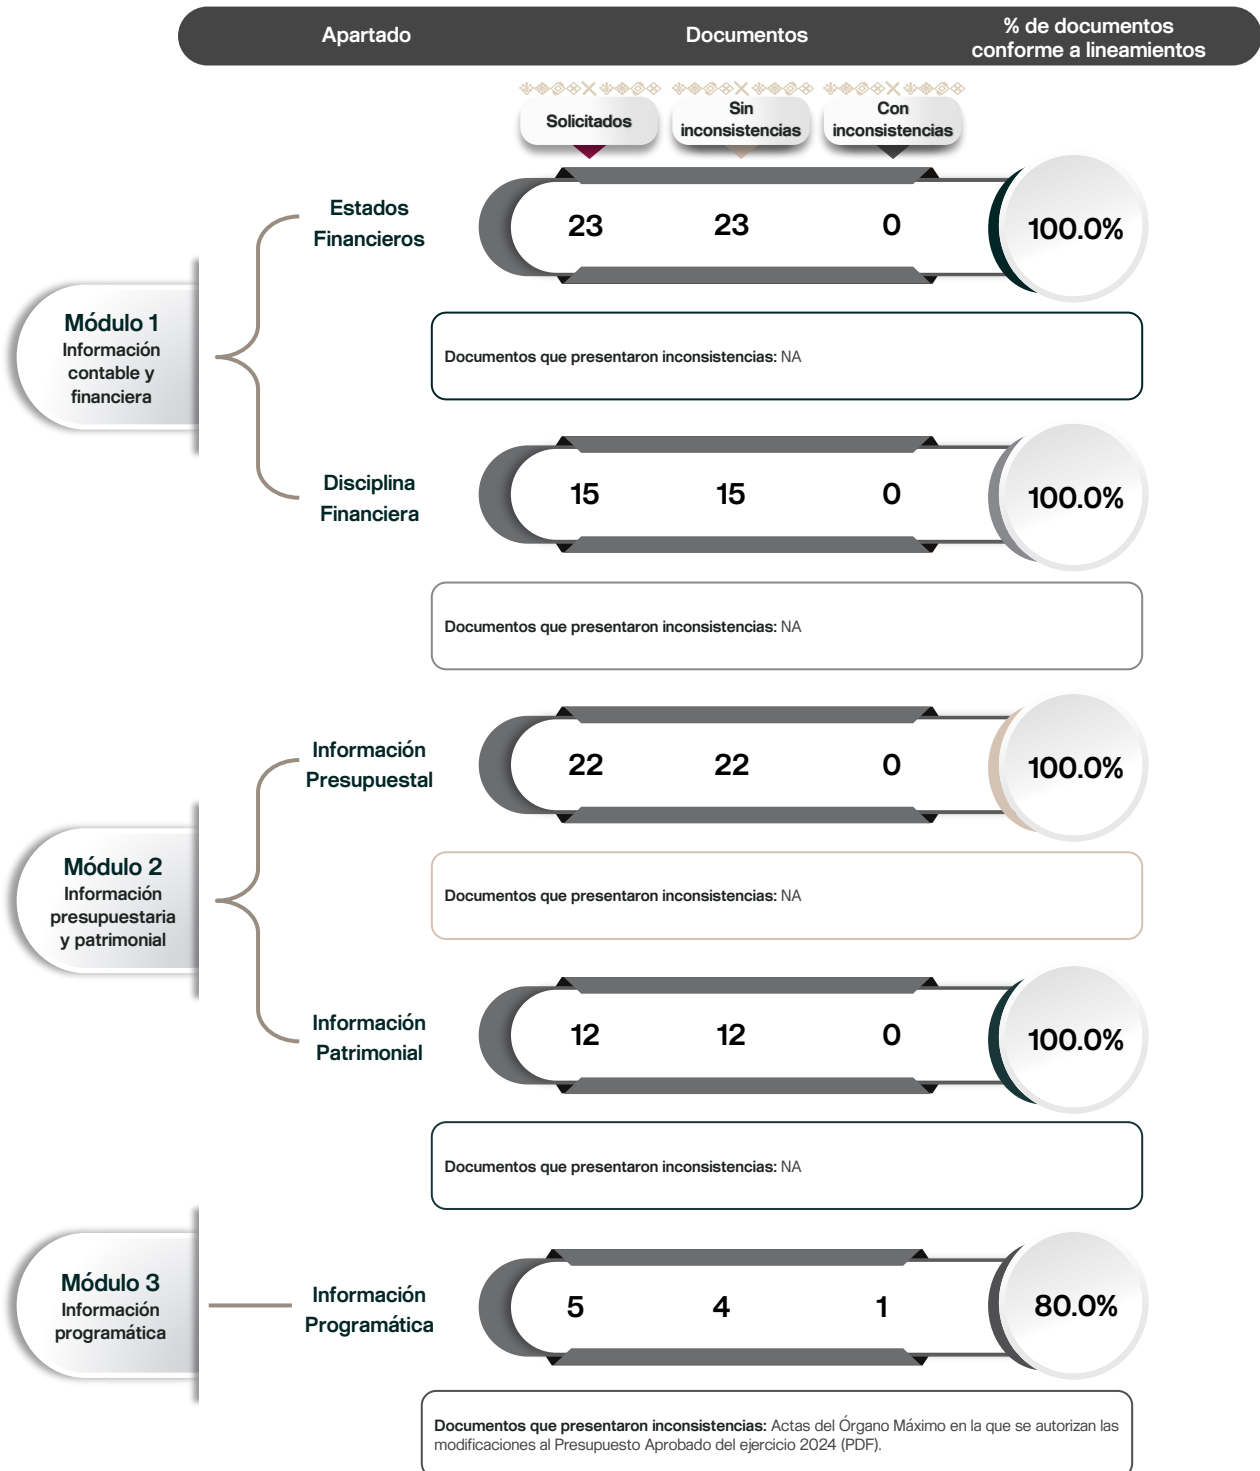 Apartado
Documentos
% de documentos
conforme a lineamientos
Solicitados
Sin
inconsistencias
Con
inconsistencias
Módulo 1
Información
contable y
financiera
Estados
Financieros
23
23
0
100.0%
Documentos que presentaron inconsistencias: NA
Disciplina
Financiera
15
15
0
100.0%
Documentos que presentaron inconsistencias: NA
Módulo 2
Información
presupuestaria
y patrimonial
Información
Presupuestal
22
22
0
100.0%
Documentos que presentaron inconsistencias: NA
Información
Patrimonial
12
12
0
100.0%
Documentos que presentaron inconsistencias: NA
Módulo 3
Información
programática
Información
Programática
5
4
1
80.0%
Documentos que presentaron inconsistencias: Actas del Órgano Máximo en la que se autorizan las
modificaciones al Presupuesto Aprobado del ejercicio 2024 (PDF).